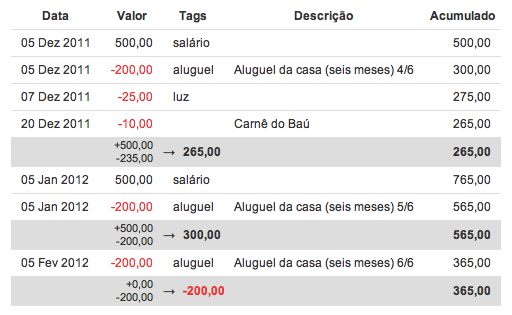 Data Valor Tags Descrição Acumulado
05 Dez 2011 500,00 salário 500,00
05 Dez 2011 -200,00 aluguel Aluguel da casa (seis meses) 4/6 300,00
07 Dez 2011 -25,00 luz 275,00
20 Dez 2011 -10,00 Carnê do Baú 265,00
+500,00
-235,00 → 265,00 265,00
05 Jan 2012 500,00 salário 765,00
05 Jan 2012 -200,00 aluguel Aluguel da casa (seis meses) 5/6 565,00
+500,00
-200,00 → 300,00 565,00
05 Fev 2012 -200,00 aluguel Aluguel da casa (seis meses) 6/6 365,00
+0,00
-200,00 → -200,00 365,00